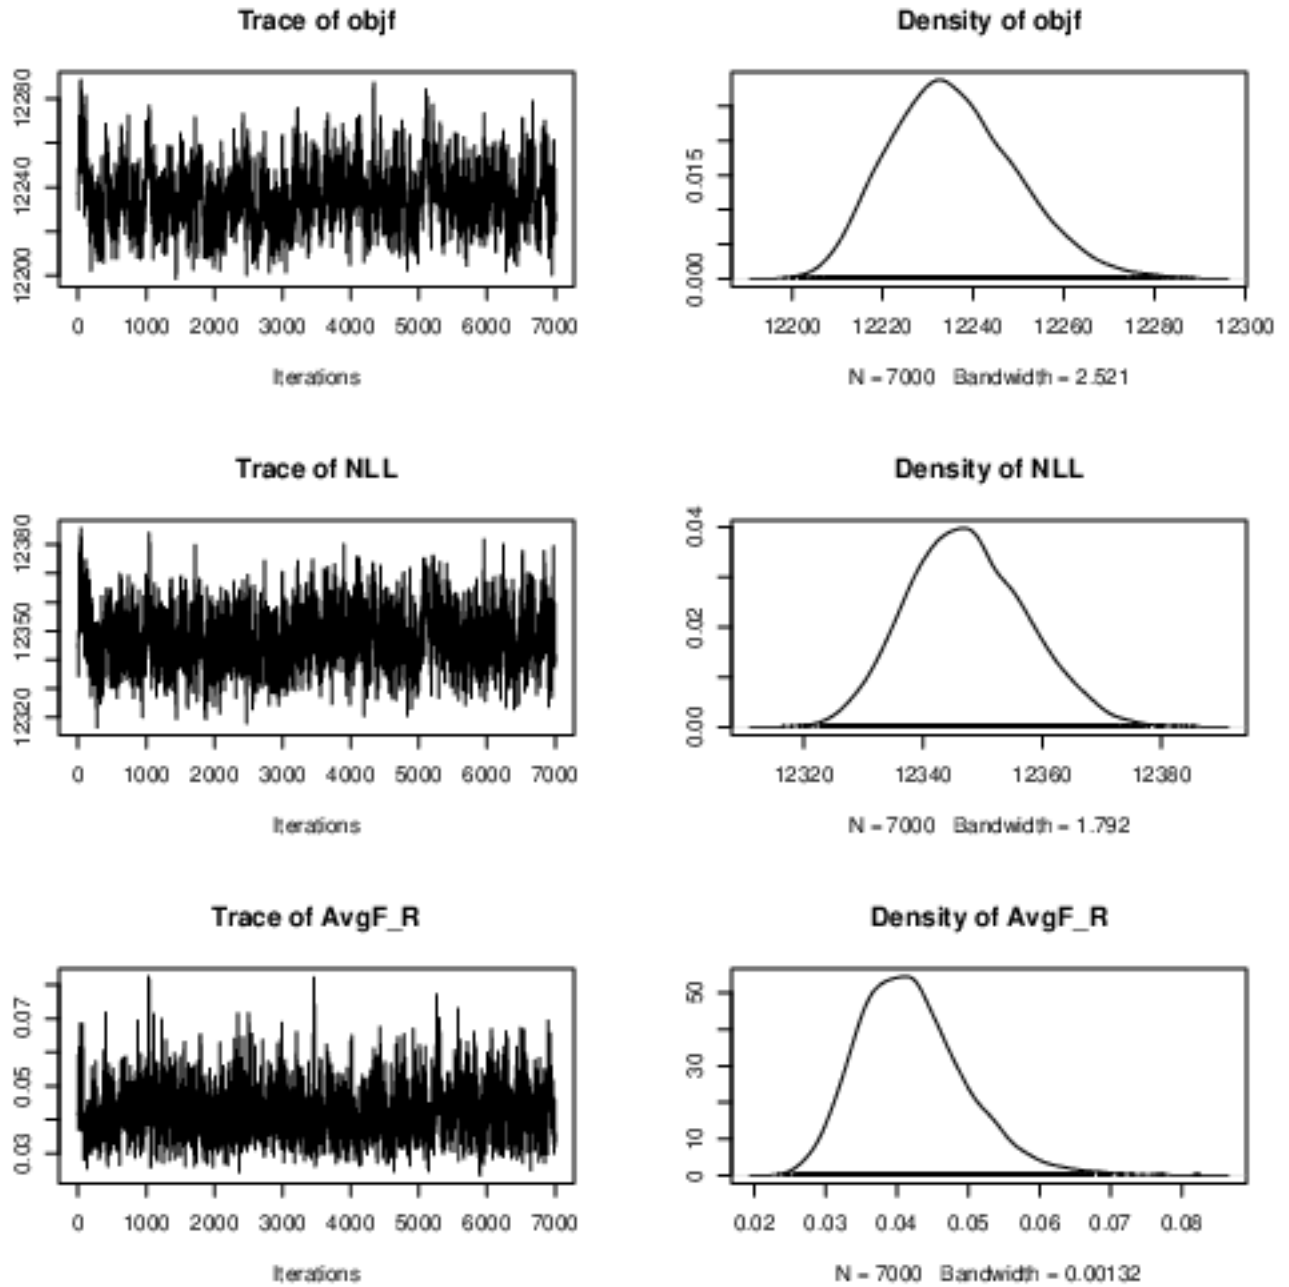 Trace of objf
12200 12240 12280
0 1000 2000 3000 4000 5000 6000 7000
Iterations
Density of objf
0.000 0.015
12200 12220 12240 12260 12280 12300
N = 7000 Bandwidth = 2.521
Trace of NLL
12320 12350 12380
0 1000 2000 3000 4000 5000 6000 7000
Iterations
Density of NLL
0.00 0.02 0.04
12320 12340 12360 12380
N = 7000 Bandwidth = 1.792
Trace of AvgF_R
0.03 0.05 0.07
0 1000 2000 3000 4000 5000 6000 7000
Iterations
Density of AvgF_R
0 10 30 50
0.02 0.03 0.04 0.05 0.06 0.07 0.08
N = 7000 Bandwidth = 0.00132